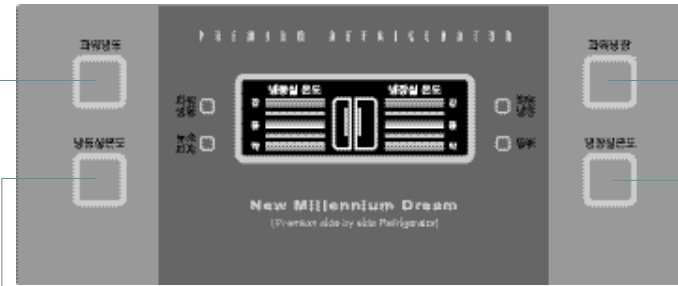 PREMIUM REFRIGERATOR
파워냉동
파워냉장
냉동실 온도
냉장실 온도
강
강
중
중
약
약
냉동실온도
냉장실온도
New Millennium Dream
(Premium side by side Refrigerator)